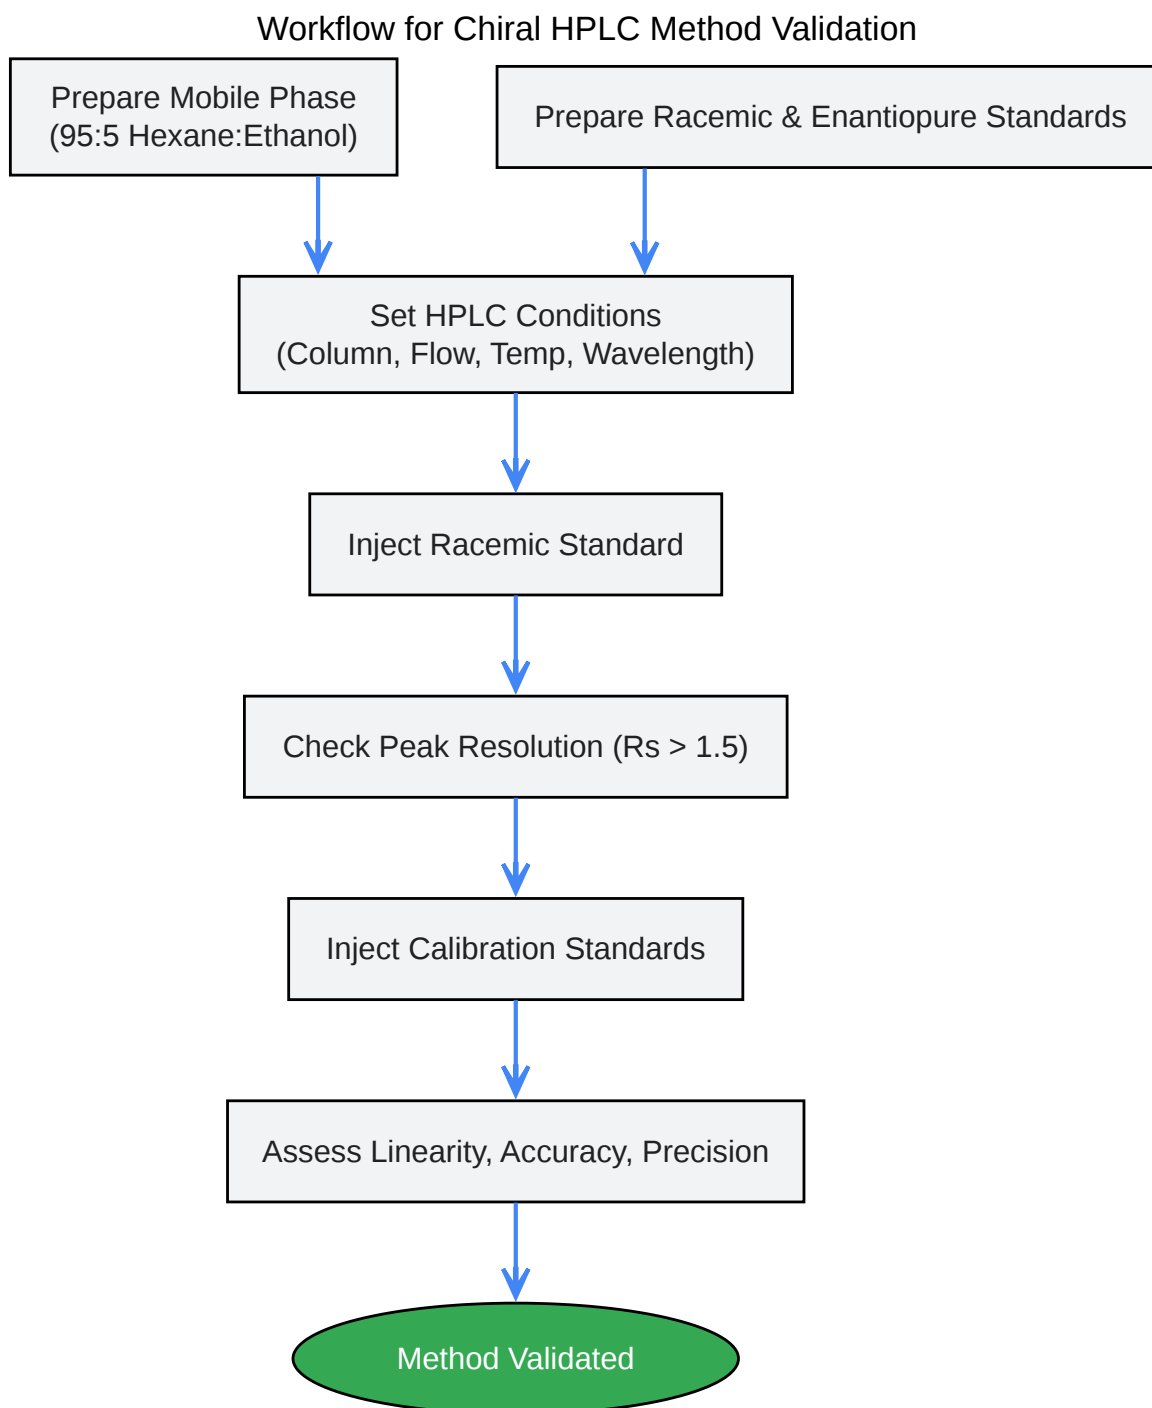 Workflow for Chiral HPLC Method Validation
Prepare Mobile Phase
(95:5 Hexane:Ethanol)
Prepare Racemic & Enantiopure Standards
Set HPLC Conditions
(Column, Flow, Temp, Wavelength)
Inject Racemic Standard
Check Peak Resolution (Rs > 1.5)
Inject Calibration Standards
Assess Linearity, Accuracy, Precision
Method Validated